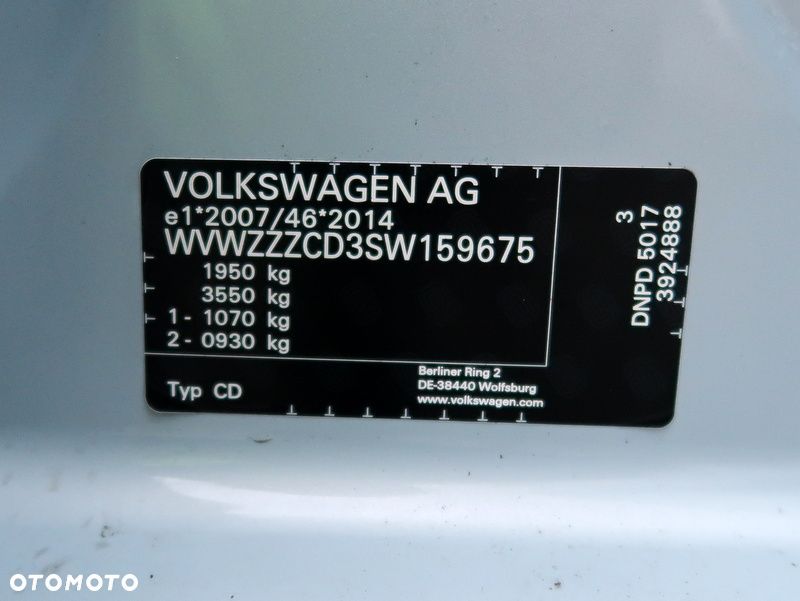 VOLKSWAGEN AG
e1*2007/46*2014
WVWZZZCD3SW159675
1950 kg
3550 kg
1 - 1070 kg
2 - 0930 kg
Typ CD
Berliner Ring 2
DE-38440 Wolfsburg
www.volkswagen.com
3
DNPD 5017
3924888
OTOMOTO